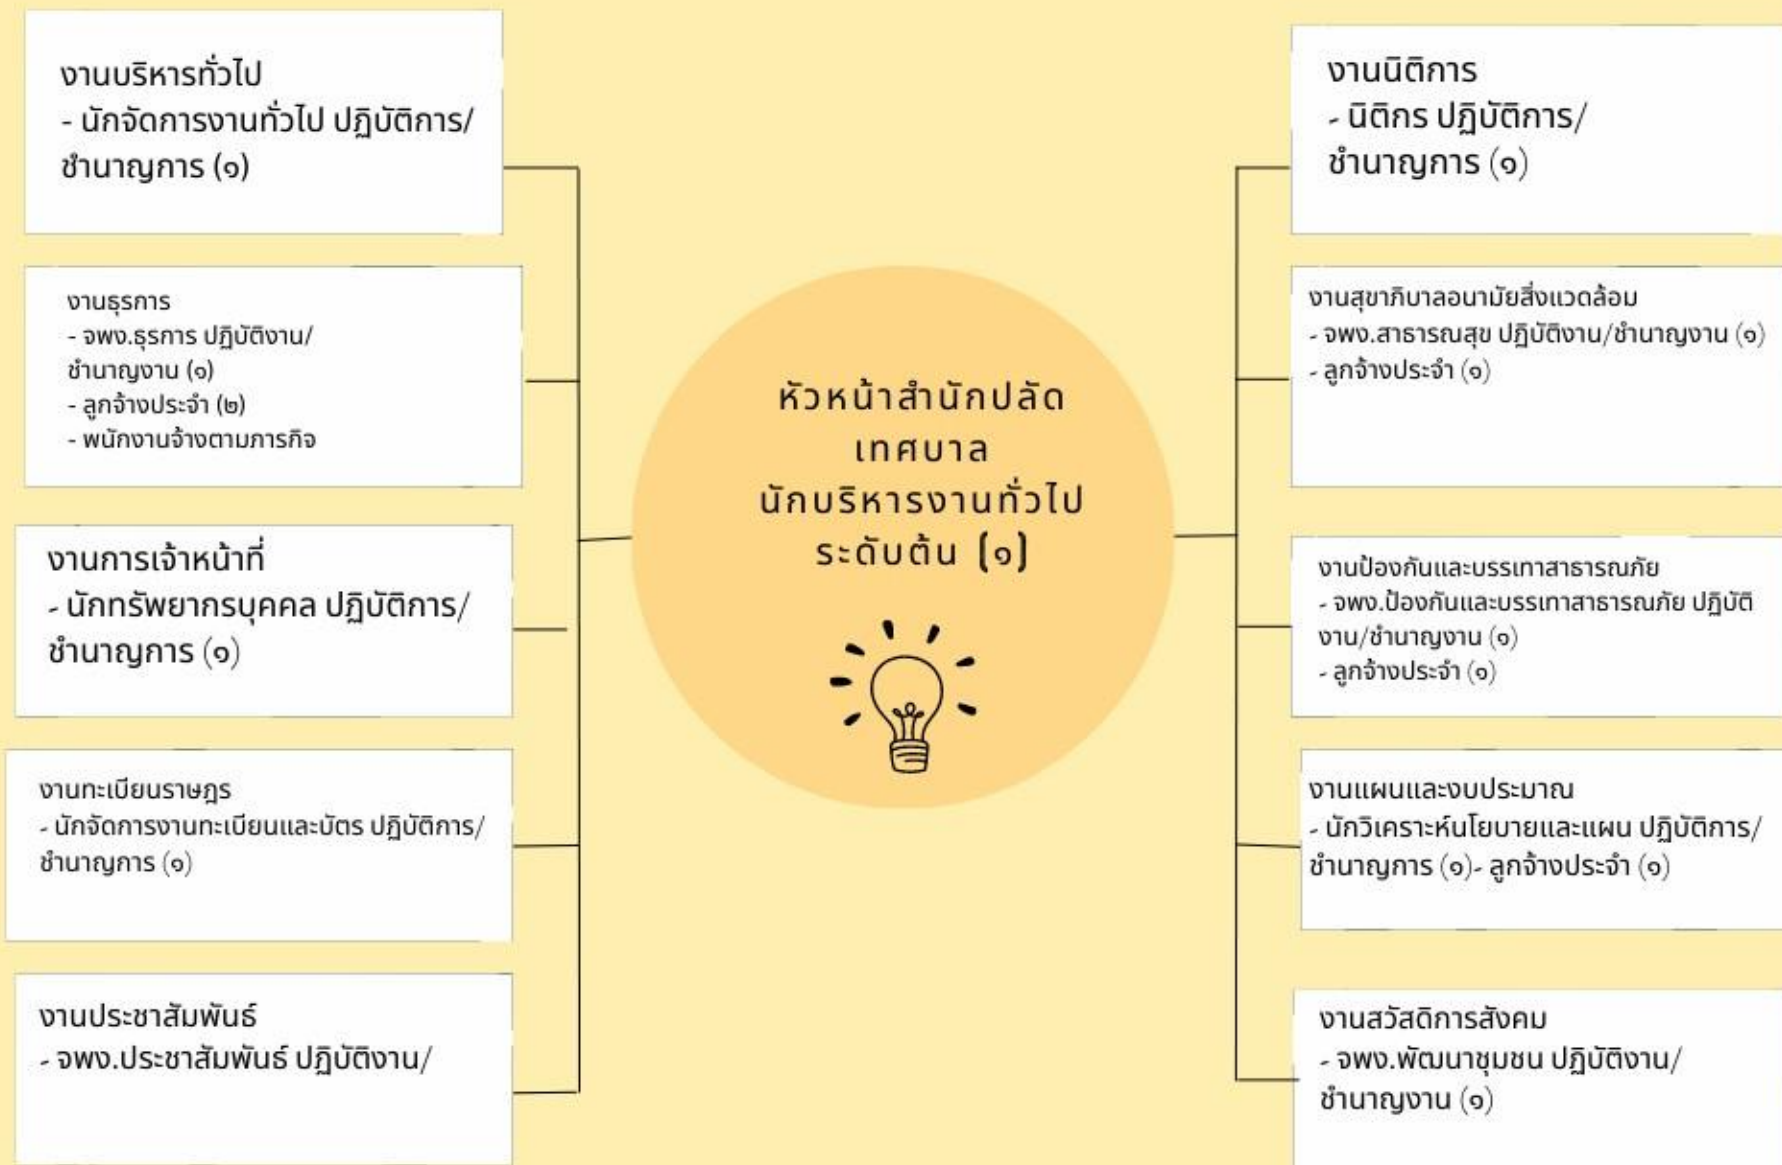 งานบริหารทั่วไป
- นักจัดการงานทั่วไป ปฏิบัติการ/
ชำนาญการ (๑)
งานธุรการ
- จพง.ธุรการ ปฏิบัติงาน/
ชำนาญงาน (๑)
- ลูกจ้างประจำ (๒)
- พนักงานจ้างตามภารกิจ
งานการเจ้าหน้าที่
- นักทรัพยากรบุคคล ปฏิบัติการ/
ชำนาญการ (๑)
งานทะเบียนราษฎร
- นักจัดการงานทะเบียนและบัตร ปฏิบัติการ/
ชำนาญการ (๑)
งานประชาสัมพันธ์
- จพง.ประชาสัมพันธ์ ปฏิบัติงาน/
หัวหน้าสำนักปลัด
เทศบาล
นักบริหารงานทั่วไป
ระดับต้น (๑)
งานนิติการ
- นิติกร ปฏิบัติการ/
ชำนาญการ (๑)
งานสุขาภิบาลอนามัยสิ่งแวดล้อม
- จพง.สาธารณสุข ปฏิบัติงาน/ชำนาญงาน (๑)
- ลูกจ้างประจำ (๑)
งานป้องกันและบรรเทาสาธารณภัย
- จพง.ป้องกันและบรรเทาสาธารณภัย ปฏิบัติ
งาน/ชำนาญงาน (๑)
- ลูกจ้างประจำ (๑)
งานแผนและงบประมาณ
- นักวิเคราะห์นโยบายและแผน ปฏิบัติการ/
ชำนาญการ (๑)- ลูกจ้างประจำ (๑)
งานสวัสดิการสังคม
- จพง.พัฒนาชุมชน ปฏิบัติงาน/
ชำนาญงาน (๑)